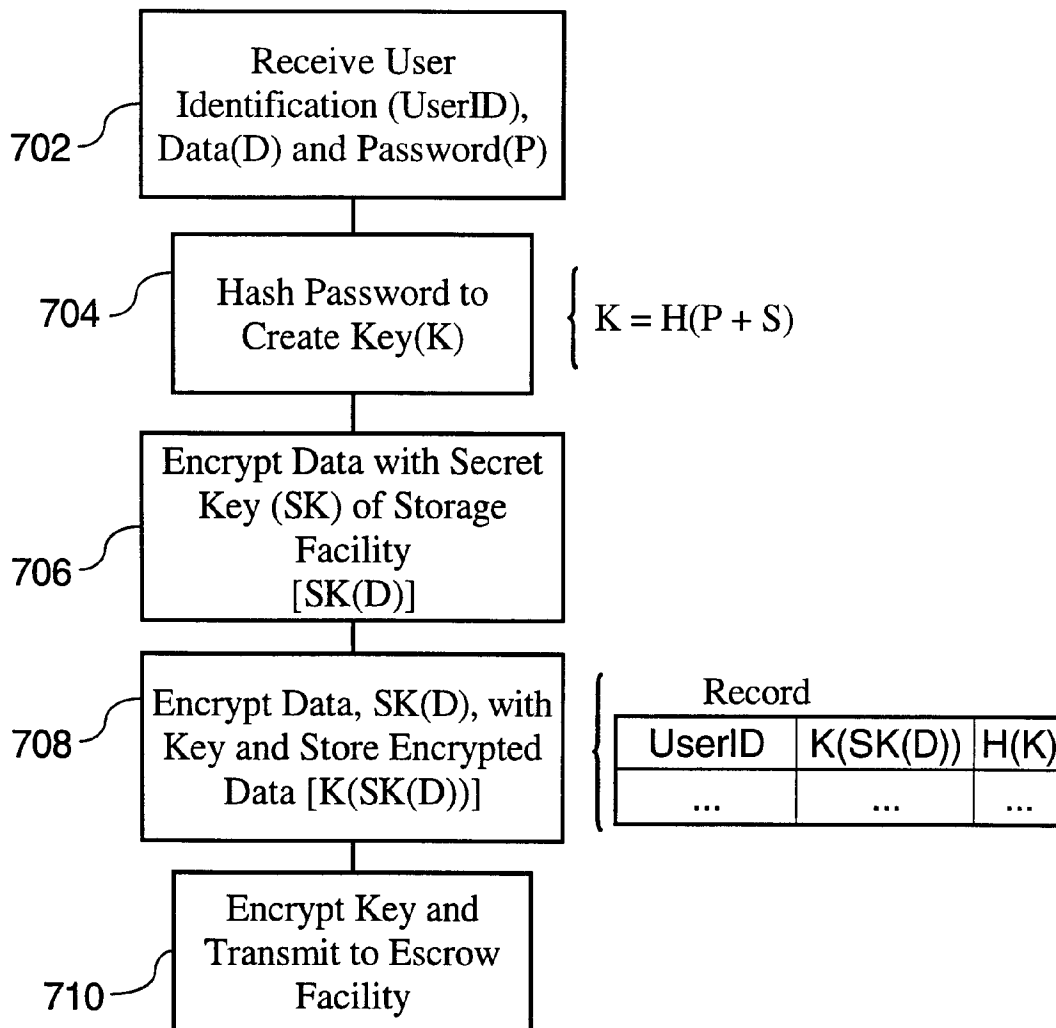 702
Receive User
Identification (UserID),
Data(D) and Password(P)
704
Hash Password to
Create Key(K)
K = H(P + S)
706
Encrypt Data with Secret
Key (SK) of Storage
Facility
[SK(D)]
708
Encrypt Data, SK(D), with
Key and Store Encrypted
Data [K(SK(D))]
Record
UserID K(SK(D)) H(K)
... ... ...
710
Encrypt Key and
Transmit to Escrow
Facility